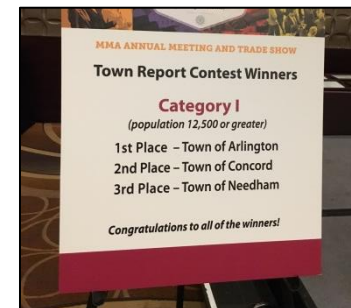 MMA ANNUAL MEETING AND TRADE SHOW
Town Report Contest Winners
Category I
(population 12,500 or greater)
1st Place – Town of Arlington
2nd Place – Town of Concord
3rd Place – Town of Needham
Congratulations to all of the winners!